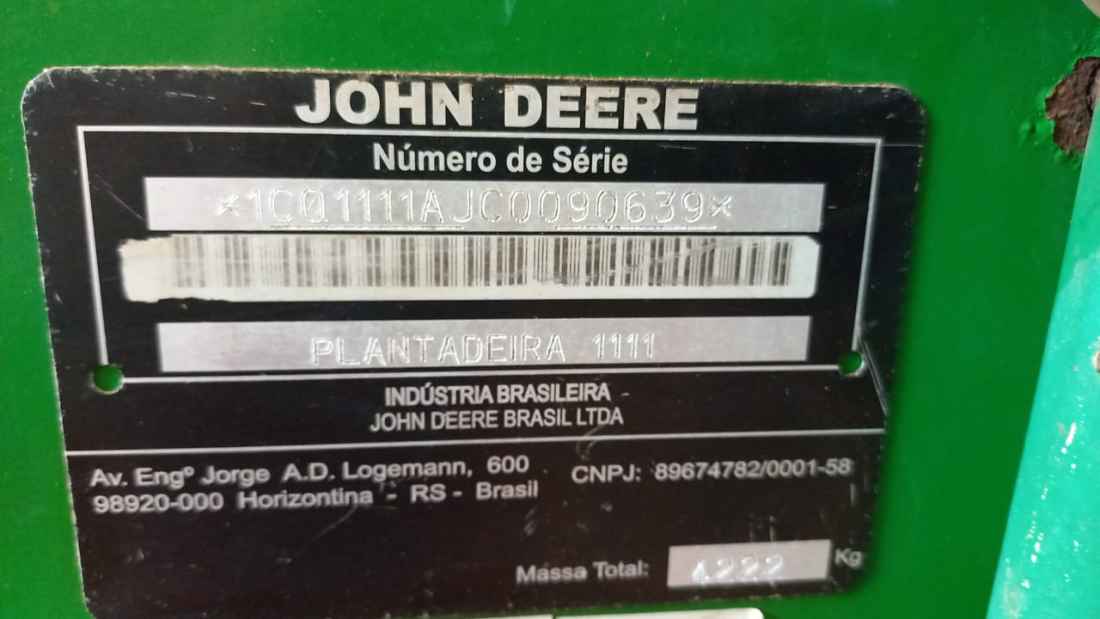 JOHN DEERE
Número de Série
*1CQ1111AJC0090639*
PLANTADEIRA 1111
INDÚSTRIA BRASILEIRA
JOHN DEERE BRASIL LTDA
Av. Engº Jorge A.D. Logemann, 600
98920-000 Horizontina - RS - Brasil
CNPJ: 89674782/0001-58
Massa Total: 4222 Kg